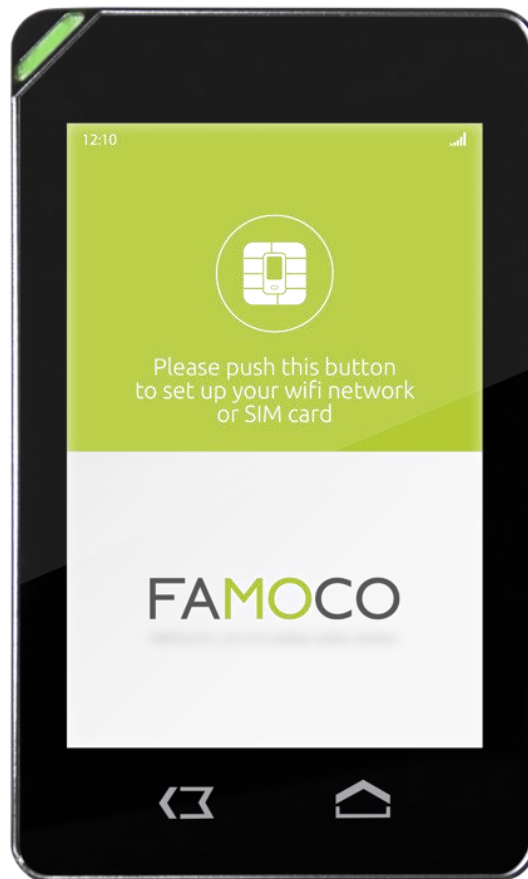 12:10
Please push this button
to set up your wifi network
or SIM card
FAMOCO